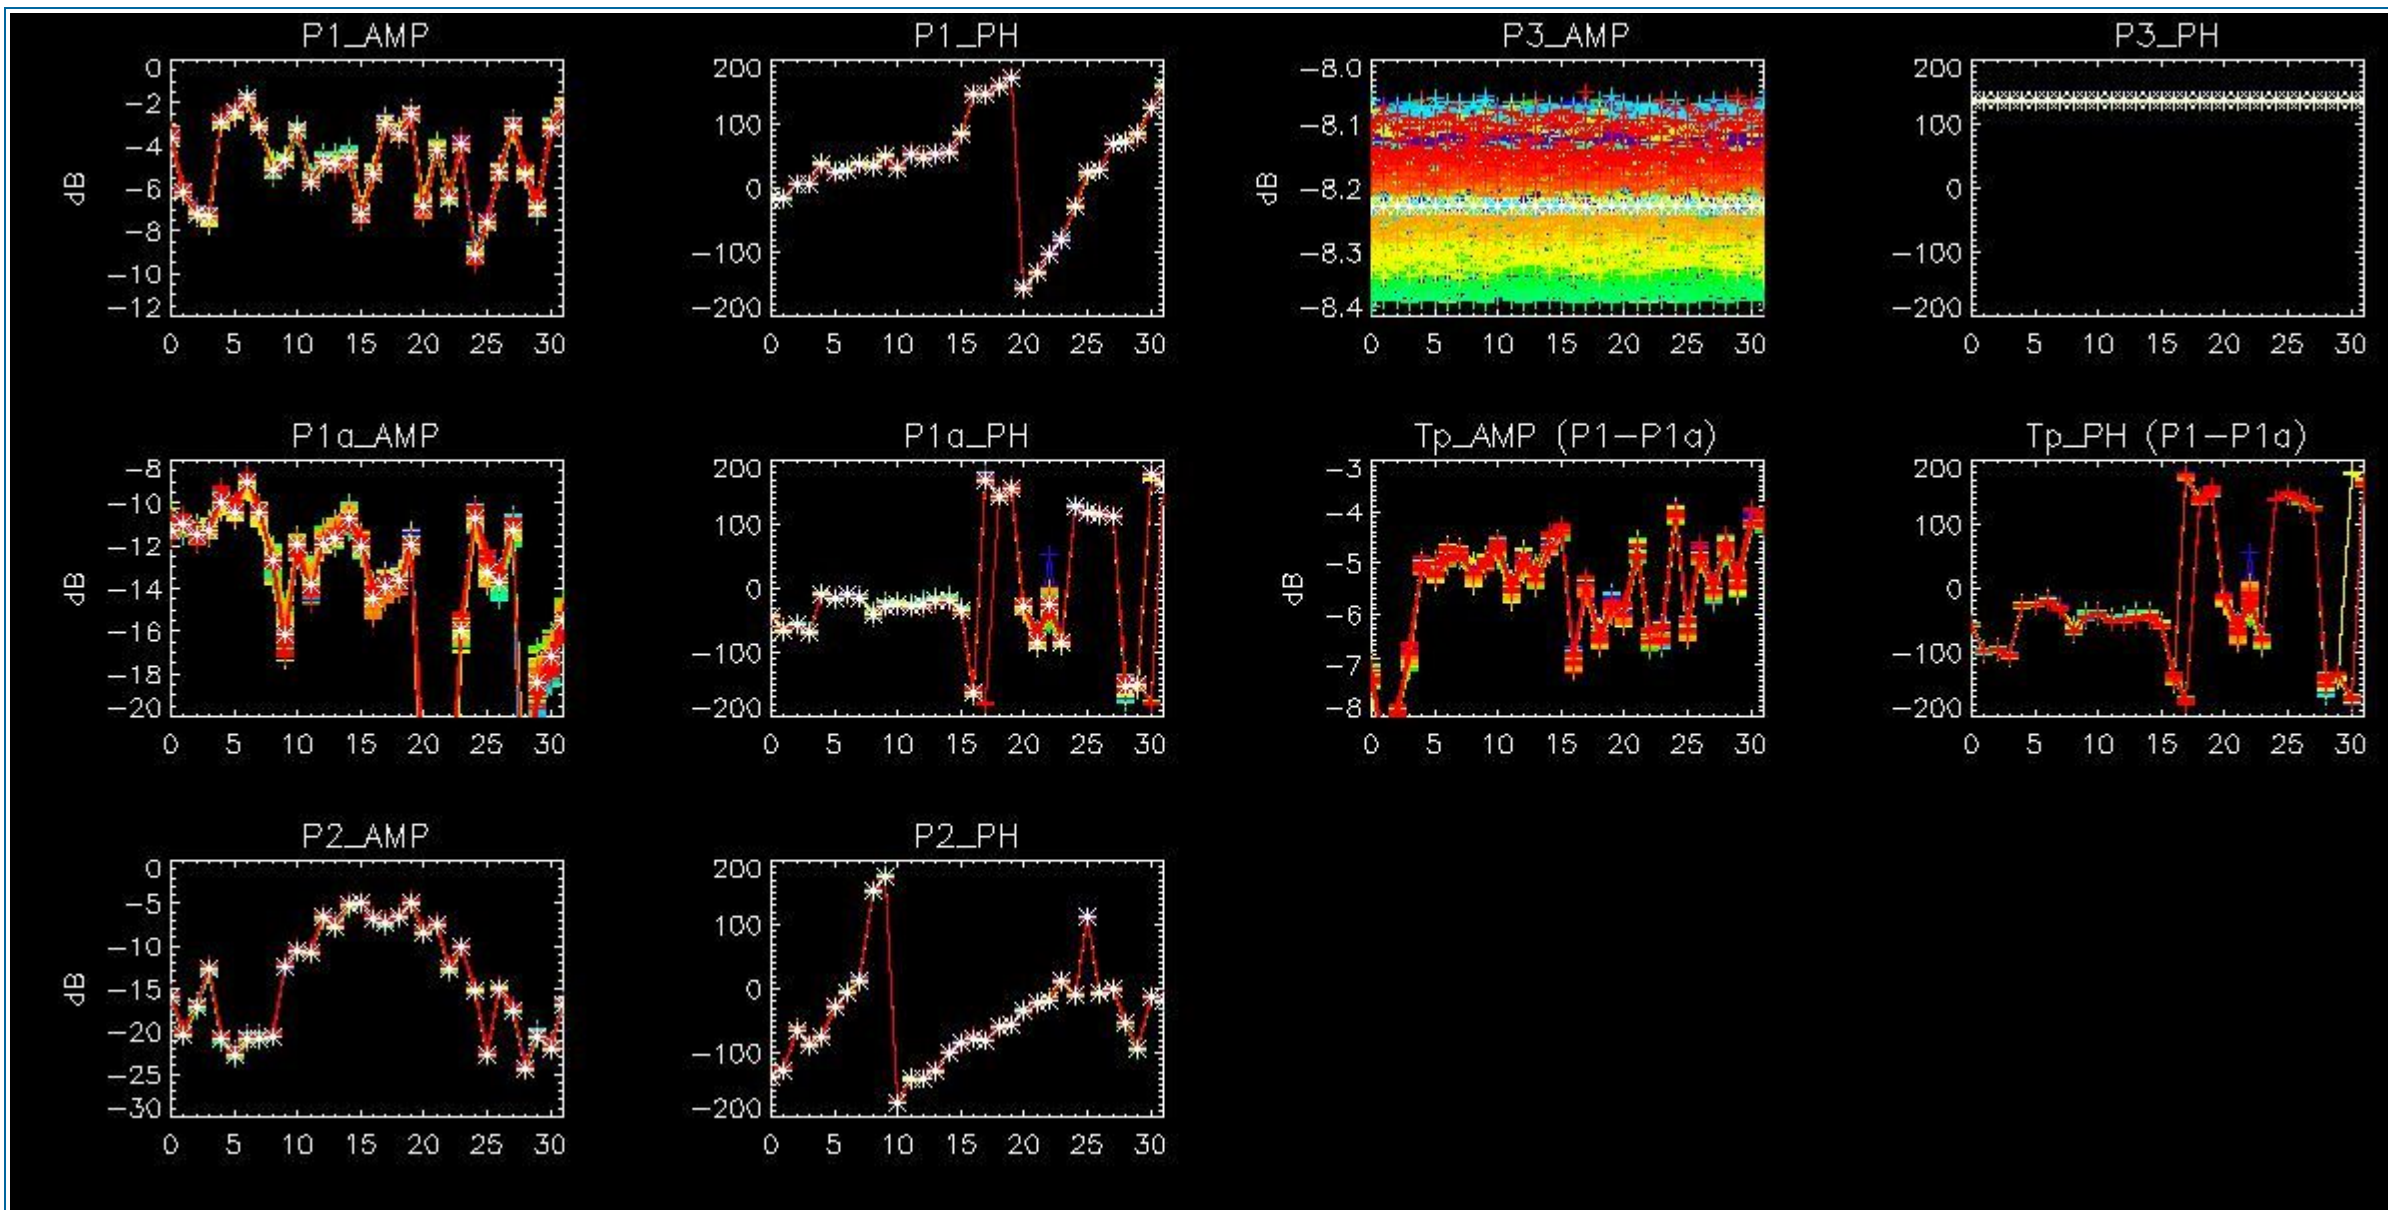 P1_AMP P1_PH P3_AMP P3_PH
0 200 -8.0 200
-2
100 -8.1 100
-4
dB 0 dB -8.2 0
-6
-8
-100 -8.3 -100
-10
-12 -200 -8.4 -200
0 5 10 15 20 25 30 0 5 10 15 20 25 30 0 5 10 15 20 25 30 0 5 10 15 20 25 30
P1a_AMP P1a_PH Tp_AMP (P1-P1a) Tp_PH (P1-P1a)
-8 200 -3 200
-10
100 -4 100
-12
-5
dB -14 0 dB 0
-6
-16
-100 -100
-18 -7
-20 -200 -8 -200
0 5 10 15 20 25 30 0 5 10 15 20 25 30 0 5 10 15 20 25 30 0 5 10 15 20 25 30
P2_AMP P2_PH
0 200
-5
100
-10
dB -15 0
-20
-100
-25
-30 -200
0 5 10 15 20 25 30 0 5 10 15 20 25 30